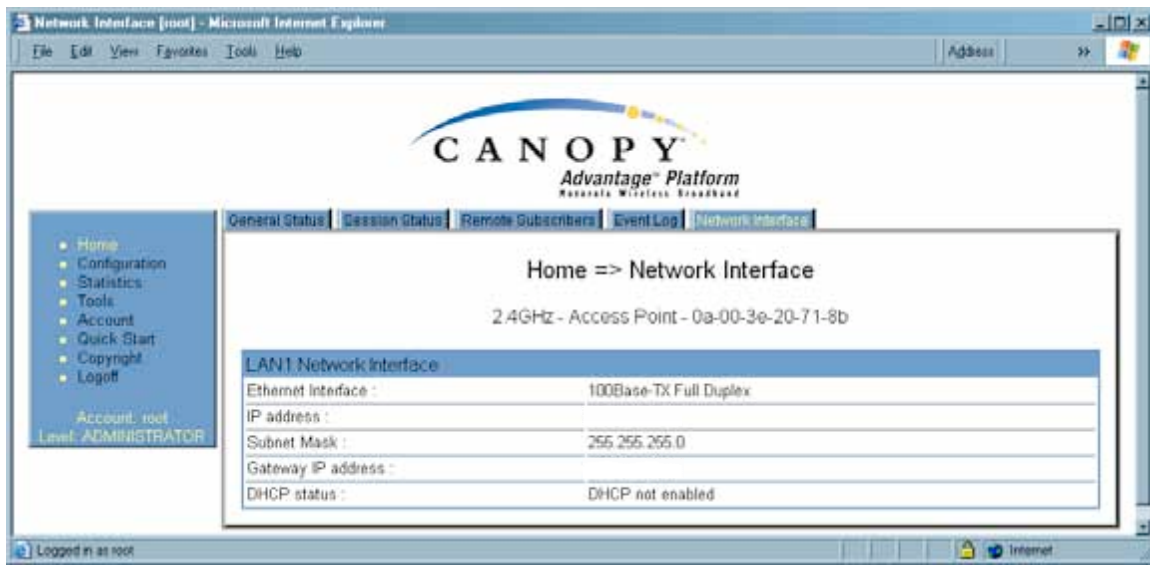 Network Interface [root] - Microsoft Internet Explorer
File Edit View Favorites Tools Help
Address »
CANOPY
Advantage™ Platform
Motorola Wireless Broadband
General Status Session Status Remote Subscribers Event Log Network Interface
Home
Configuration
Statistics
Tools
Account
Quick Start
Copyright
Logoff
Account: root
Level: ADMINISTRATOR
Home => Network Interface
2.4GHz - Access Point - 0a-00-3e-20-71-8b
LAN1 Network Interface
Ethernet Interface : 100Base-TX Full Duplex
IP address :
Subnet Mask : 255.255.255.0
Gateway IP address :
DHCP status : DHCP not enabled
Logged in as root
Internet